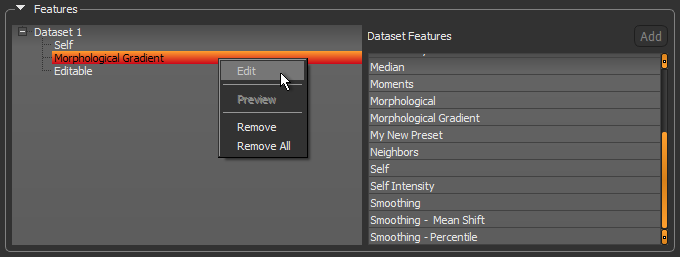 Features
Dataset 1
Self
Morphological Gradient
Editable
Edit
Preview
Remove
Remove All
Dataset Features
Add
Median
Moments
Morphological
Morphological Gradient
My New Preset
Neighbors
Self
Self Intensity
Smoothing
Smoothing - Mean Shift
Smoothing - Percentile